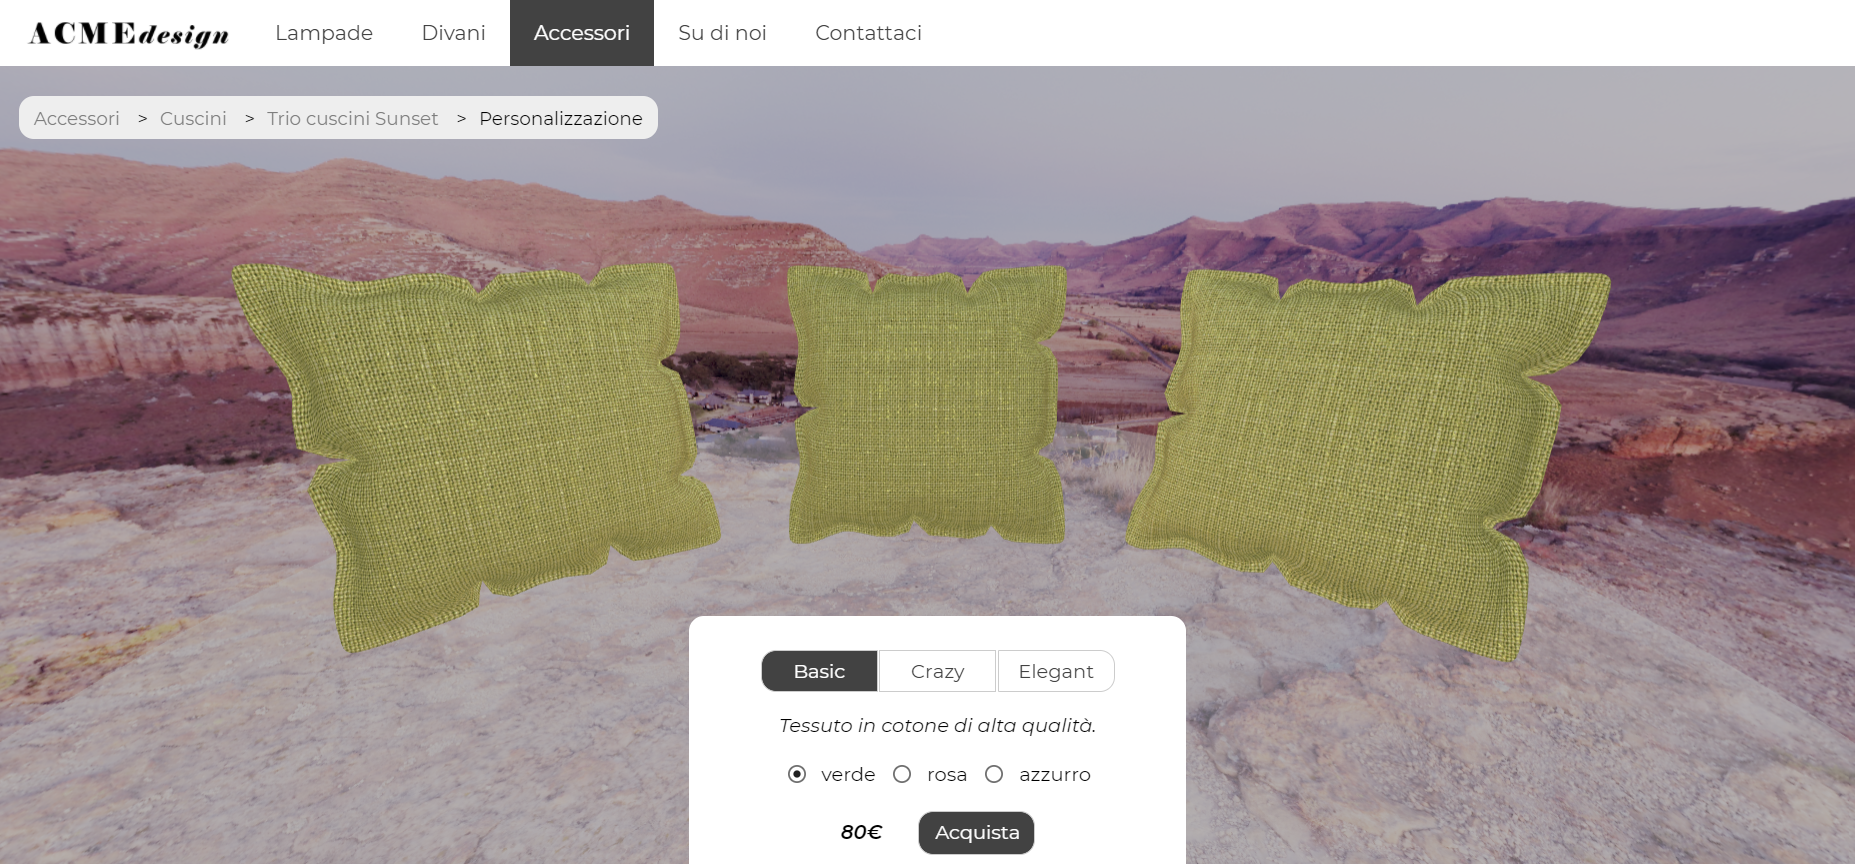 ACMEdesign Lampade Divani Accessori Su di noi Contattaci
Accessori > Cuscini > Trio cuscini Sunset > Personalizzazione
Basic Crazy Elegant
Tessuto in cotone di alta qualità.
verde rosa azzurro
80€ Acquista